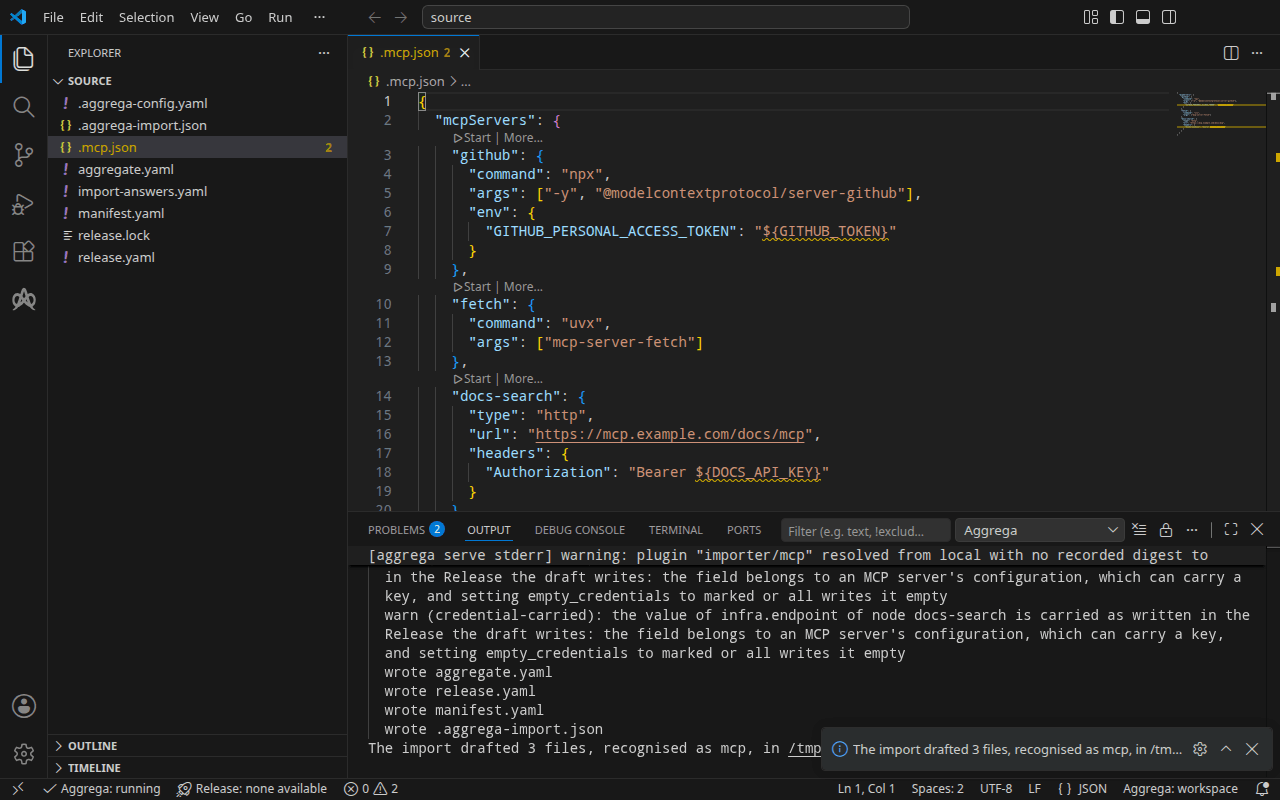 File Edit Selection View Go Run ···
source
EXPLORER ···
SOURCE
.aggrega-config.yaml
.aggrega-import.json
.mcp.json 2
aggregate.yaml
import-answers.yaml
manifest.yaml
release.lock
release.yaml
OUTLINE
TIMELINE
{} .mcp.json 2
{} .mcp.json > ...
1 {
2 "mcpServers": {
Start | More...
3 "github": {
4 "command": "npx",
5 "args": ["-y", "@modelcontextprotocol/server-github"],
6 "env": {
7 "GITHUB_PERSONAL_ACCESS_TOKEN": "${GITHUB_TOKEN}"
8 }
9 },
Start | More...
10 "fetch": {
11 "command": "uvx",
12 "args": ["mcp-server-fetch"]
13 },
Start | More...
14 "docs-search": {
15 "type": "http",
16 "url": "https://mcp.example.com/docs/mcp",
17 "headers": {
18 "Authorization": "Bearer ${DOCS_API_KEY}"
19 }
20 }
PROBLEMS 2 OUTPUT DEBUG CONSOLE TERMINAL PORTS Filter (e.g. text, !exclud... Aggrega
[aggrega serve stderr] warning: plugin "importer/mcp" resolved from local with no recorded digest to
in the Release the draft writes: the field belongs to an MCP server's configuration, which can carry a
key, and setting empty_credentials to marked or all writes it empty
warn (credential-carried): the value of infra.endpoint of node docs-search is carried as written in the
Release the draft writes: the field belongs to an MCP server's configuration, which can carry a key,
and setting empty_credentials to marked or all writes it empty
wrote aggregate.yaml
wrote release.yaml
wrote manifest.yaml
wrote .aggrega-import.json
The import drafted 3 files, recognised as mcp, in /tmp
The import drafted 3 files, recognised as mcp, in /tm...
Aggrega: running Release: none available 0 2 Ln 1, Col 1 Spaces: 2 UTF-8 LF {} JSON Aggrega: workspace